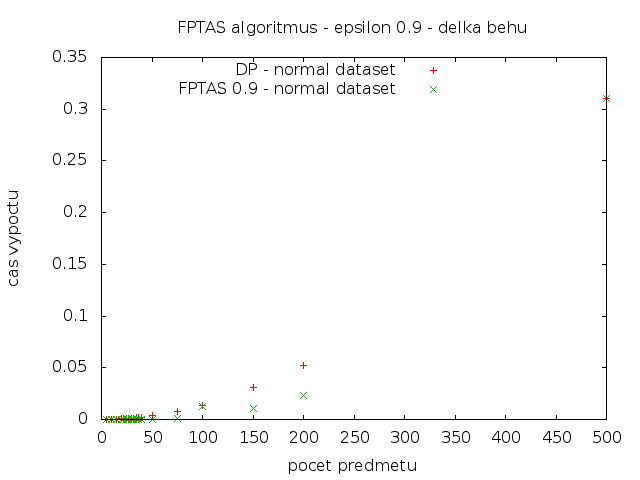 FPTAS algoritmus - epsilon 0.9 - delka behu
DP - normal dataset
FPTAS 0.9 - normal dataset
0.35
0.3
0.25
0.2
0.15
0.1
0.05
0
cas vypoctu
0 50 100 150 200 250 300 350 400 450 500
pocet predmetu